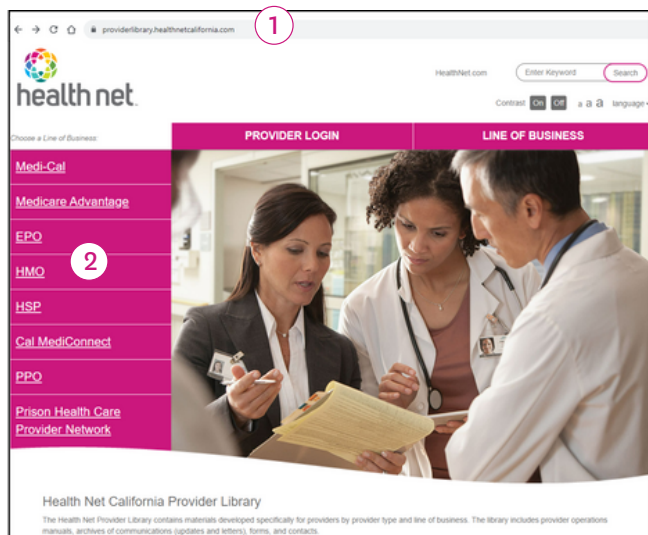 providerlibrary.healthnetcalifornia.com
1
health net.
HealthNet.com
Enter Keyword
Search
Contrast On Off a a a language
Choose a Line of Business:
PROVIDER LOGIN
LINE OF BUSINESS
Medi-Cal
Medicare Advantage
EPO
2
HMO
HSP
Cal MediConnect
PPO
Prison Health Care
Provider Network
Health Net California Provider Library
The Health Net Provider Library contains materials developed specifically for providers by provider type and line of business. The library includes provider operations
manuals, archives of communications (updates and letters), forms, and contacts.